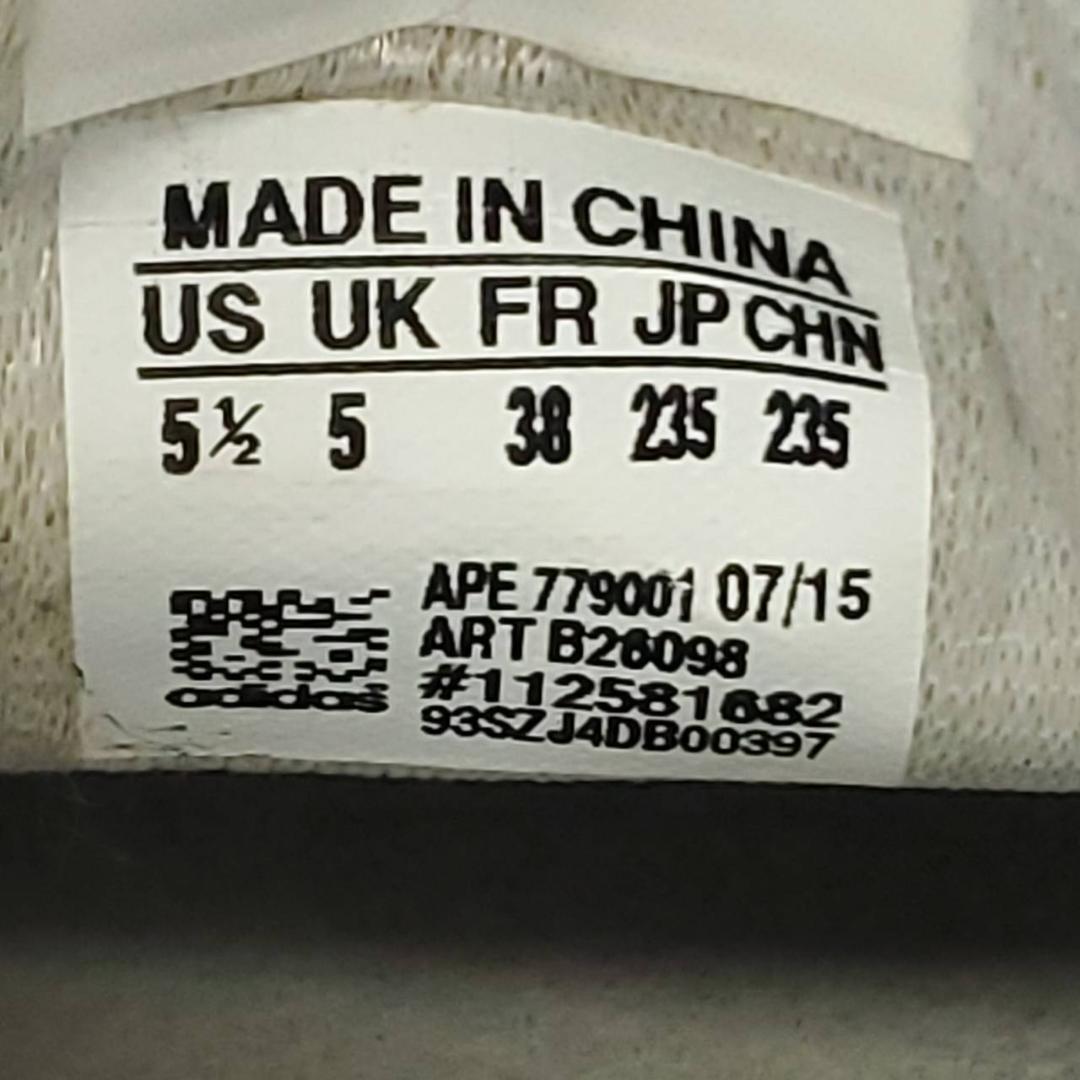 MADE IN CHINA
US UK FR JP CHN
5½ 5 38 235 235
APE 779001 07/15
ART B26098
#112581682
93SZJ4DB00397
adidas